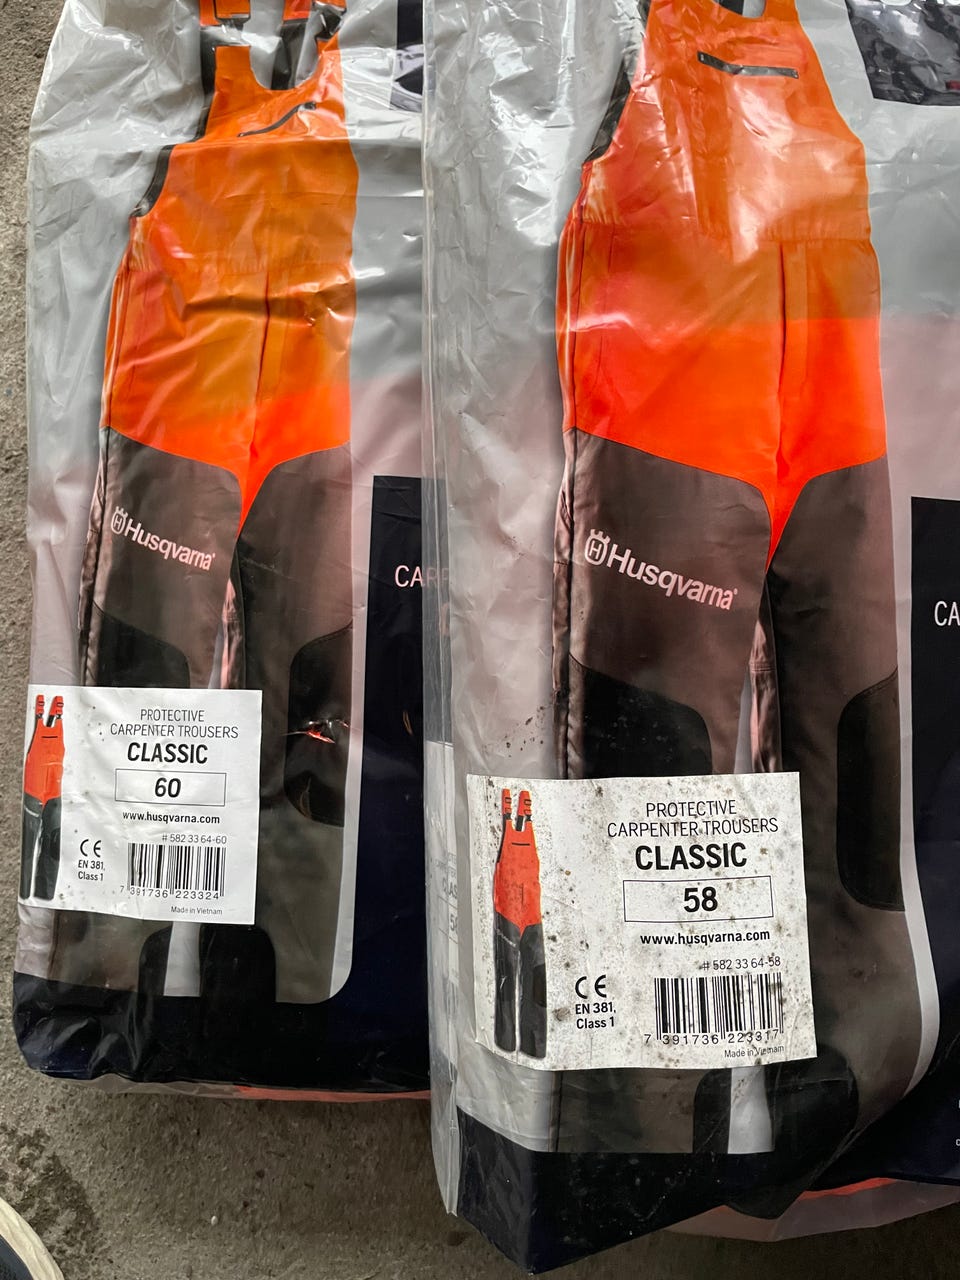 Husqvarna
PROTECTIVE
CARPENTER TROUSERS
CLASSIC
60
www.husqvarna.com
# 582 33 64-60
CE
EN 381,
Class 1
7 391736 223324
Made in Vietnam
Husqvarna
PROTECTIVE
CARPENTER TROUSERS
CLASSIC
58
www.husqvarna.com
# 582 33 64-58
CE
EN 381,
Class 1
7 391736 223317
Made in Vietnam